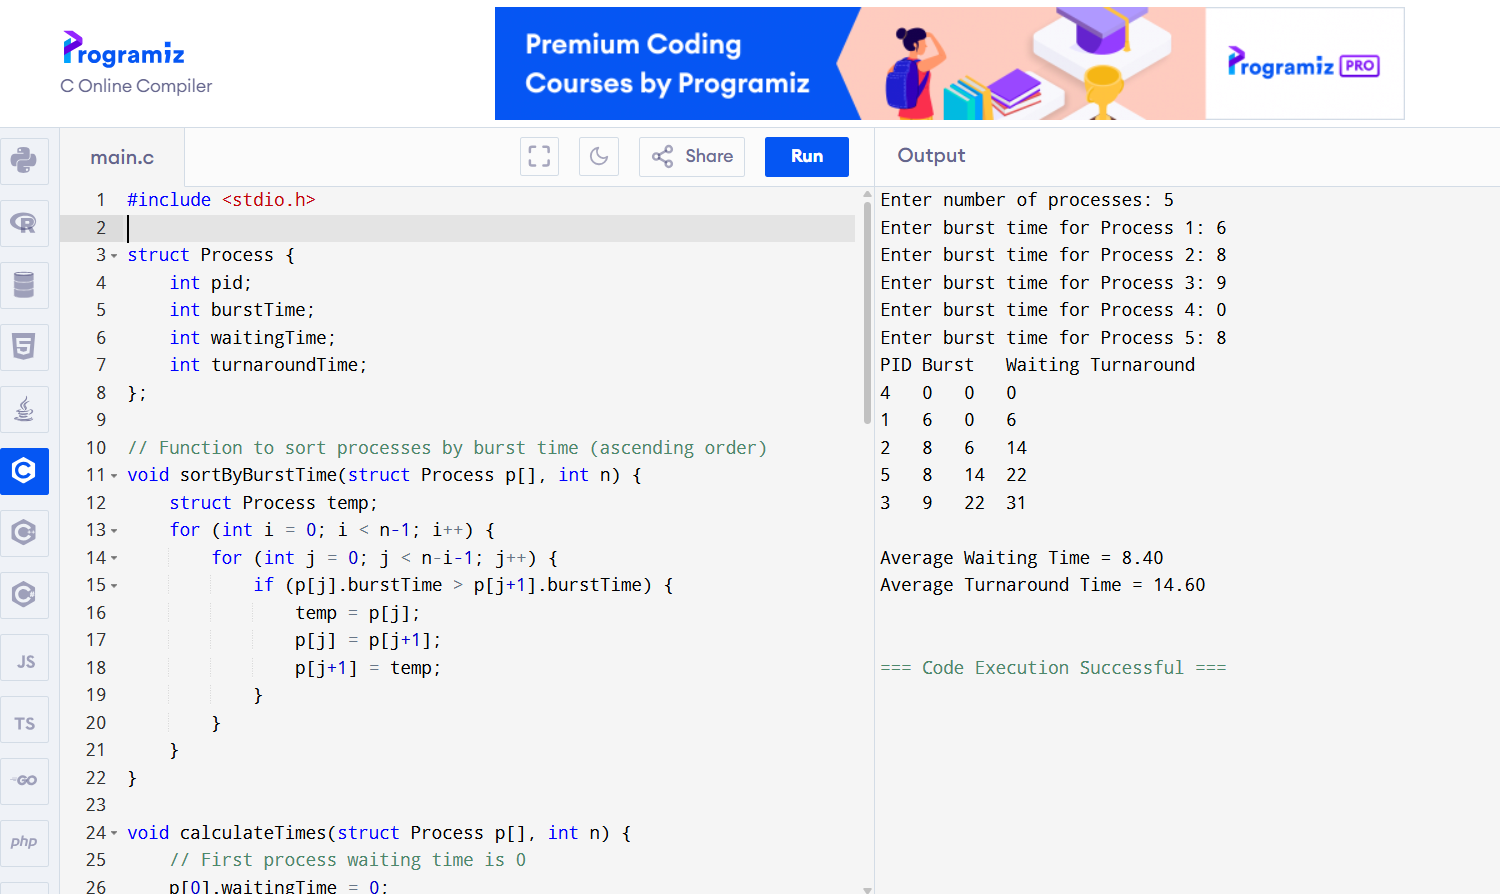 Programiz
C Online Compiler
Premium Coding
Courses by Programiz
Programiz PRO
main.c
Share
Run
Output
JS
TS
GO
php
1 #include <stdio.h>
2
3 struct Process {
4     int pid;
5     int burstTime;
6     int waitingTime;
7     int turnaroundTime;
8 };
9
10 // Function to sort processes by burst time (ascending order)
11 void sortByBurstTime(struct Process p[], int n) {
12     struct Process temp;
13     for (int i = 0; i < n-1; i++) {
14         for (int j = 0; j < n-i-1; j++) {
15             if (p[j].burstTime > p[j+1].burstTime) {
16                 temp = p[j];
17                 p[j] = p[j+1];
18                 p[j+1] = temp;
19             }
20         }
21     }
22 }
23
24 void calculateTimes(struct Process p[], int n) {
25     // First process waiting time is 0
26     p[0].waitingTime = 0;
Enter number of processes: 5
Enter burst time for Process 1: 6
Enter burst time for Process 2: 8
Enter burst time for Process 3: 9
Enter burst time for Process 4: 0
Enter burst time for Process 5: 8
PID Burst   Waiting Turnaround
4   0   0   0
1   6   0   6
2   8   6   14
5   8   14  22
3   9   22  31
Average Waiting Time = 8.40
Average Turnaround Time = 14.60
=== Code Execution Successful ===